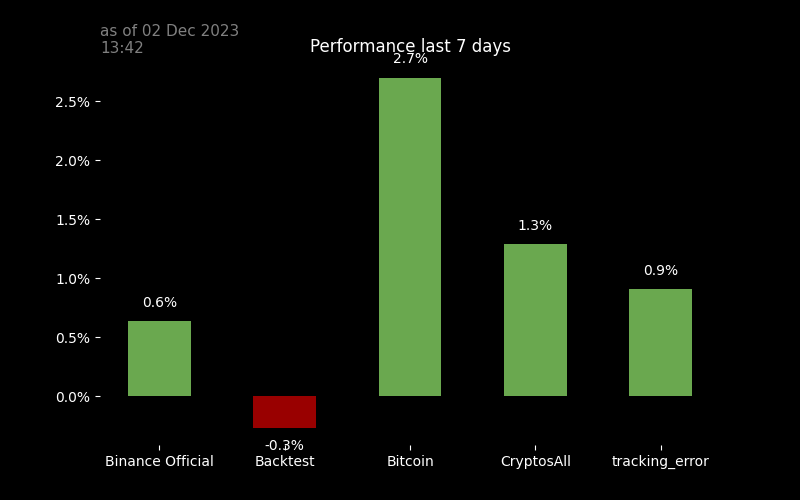 as of 02 Dec 2023
13:42
Performance last 7 days
2.7%
2.5%
2.0%
1.5%
1.3%
1.0%
0.9%
0.6%
0.5%
0.0%
-0.3%
Binance Official
Backtest
Bitcoin
CryptosAll
tracking_error